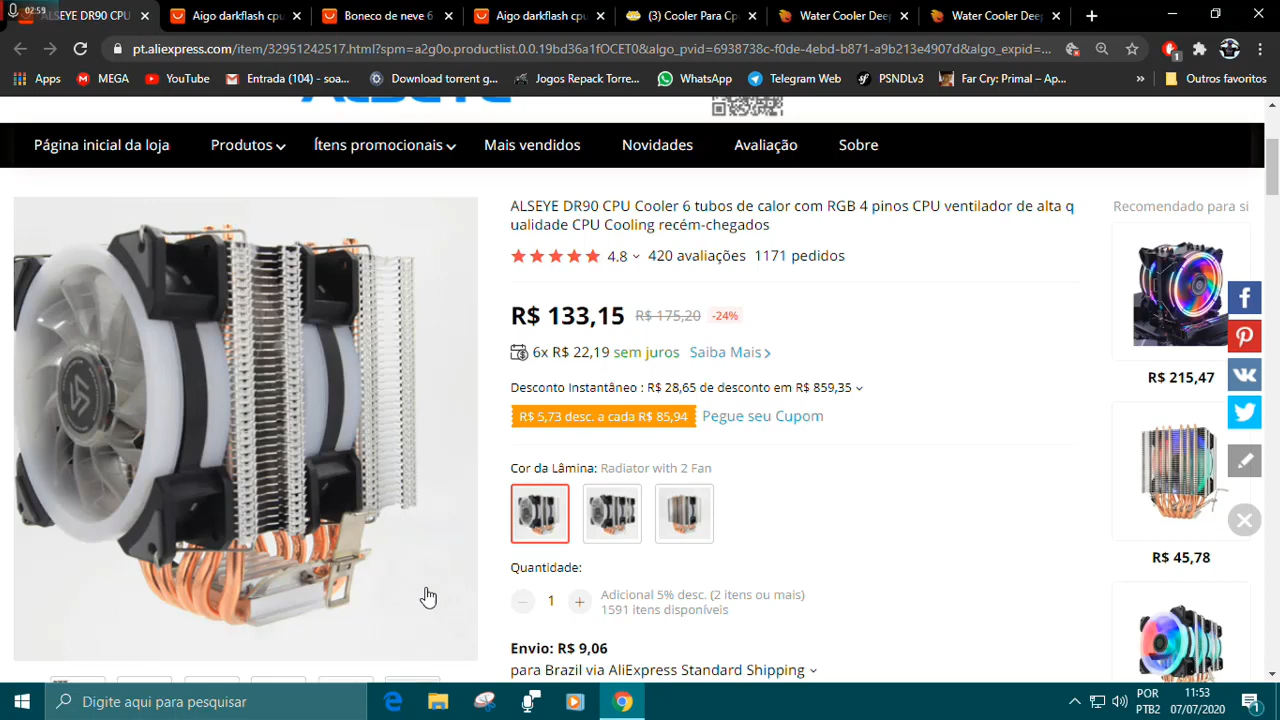 02:59
ALSEYE DR90 CPU
Aigo darkflash cpu
Boneco de neve 6
Aigo darkflash cpu
(3) Cooler Para Cp
Water Cooler Deep
Water Cooler Deep
pt.aliexpress.com/item/32951242517.html?spm=a2g0o.productlist.0.0.19bd36a1fOCET0&algo_pvid=6938738c-f0de-4ebd-b871-a9b213e4907d&algo_expid=...
1
Apps
MEGA
YouTube
Entrada (104) - soa...
Download torrent g...
Jogos Repack Torre...
WhatsApp
Telegram Web
PSNDLv3
Far Cry: Primal – Ap...
»
Outros favoritos
Página inicial da loja
Produtos
Ítens promocionais
Mais vendidos
Novidades
Avaliação
Sobre
ALSEYE DR90 CPU Cooler 6 tubos de calor com RGB 4 pinos CPU ventilador de alta q
ualidade CPU Cooling recém-chegados
4.8 420 avaliações 1171 pedidos
R$ 133,15 R$ 175,20 -24%
6x R$ 22,19 sem juros Saiba Mais
Desconto Instantâneo : R$ 28,65 de desconto em R$ 859,35
R$ 5,73 desc. a cada R$ 85,94 Pegue seu Cupom
Cor da Lâmina: Radiator with 2 Fan
Quantidade:
1
Adicional 5% desc. (2 itens ou mais)
1591 itens disponíveis
Envio: R$ 9,06
para Brazil via AliExpress Standard Shipping
Recomendado para si
R$ 215,47
R$ 45,78
Digite aqui para pesquisar
POR
PTB2
11:53
07/07/2020
1